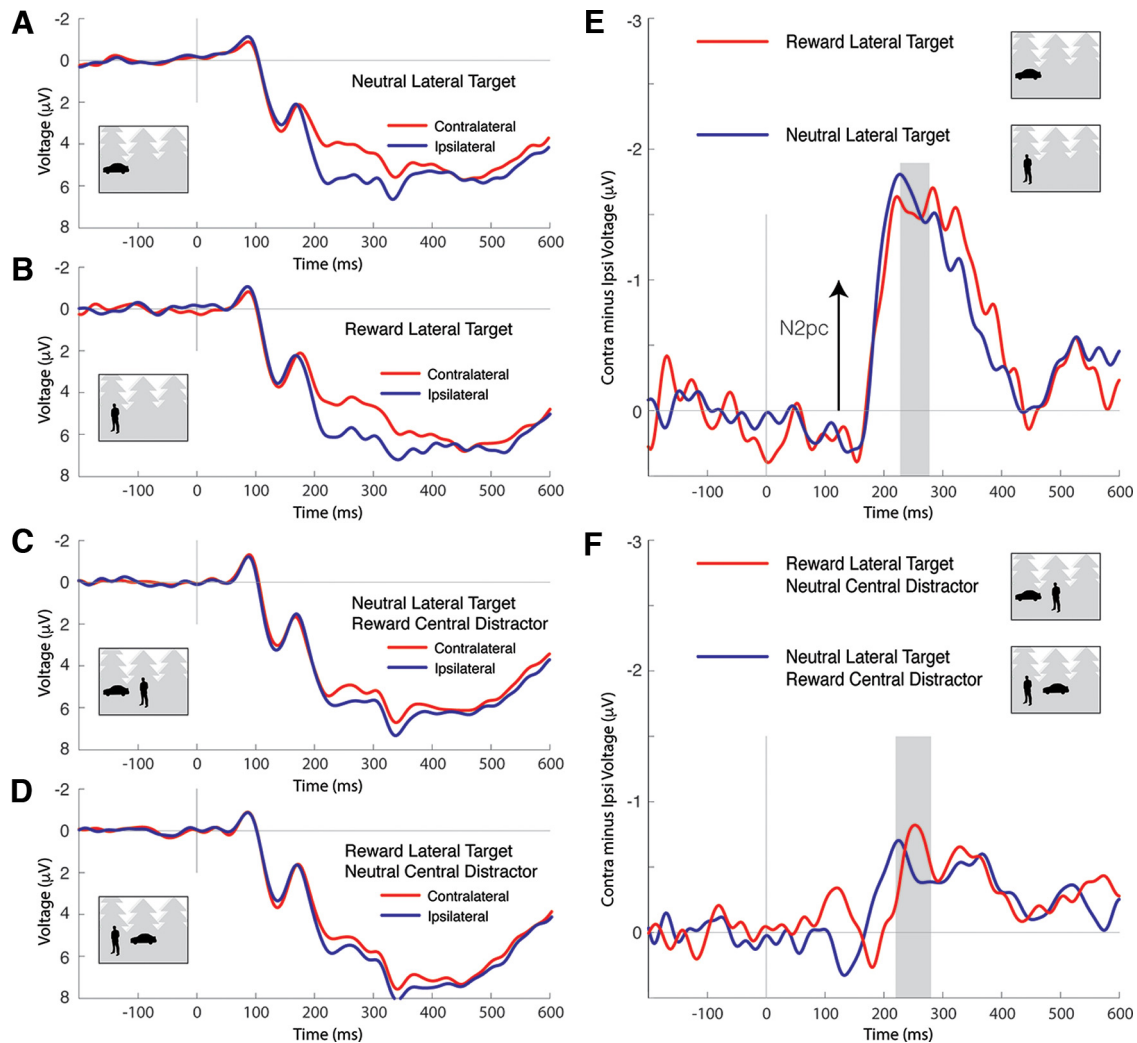 A
-2
0
2
4
6
8
Voltage (µV)
Neutral Lateral Target
Contralateral
Ipsilateral
-100 0 100 200 300 400 500 600
Time (ms)
B
-2
0
2
4
6
8
Voltage (µV)
Reward Lateral Target
Contralateral
Ipsilateral
-100 0 100 200 300 400 500 600
Time (ms)
C
-2
0
2
4
6
8
Voltage (µV)
Neutral Lateral Target
Reward Central Distractor
Contralateral
Ipsilateral
-100 0 100 200 300 400 500 600
Time (ms)
D
-2
0
2
4
6
8
Voltage (µV)
Reward Lateral Target
Neutral Central Distractor
Contralateral
Ipsilateral
-100 0 100 200 300 400 500 600
Time (ms)
E
-3
-2
-1
0
Contra minus Ipsi Voltage (µV)
Reward Lateral Target
Neutral Lateral Target
N2pc
-100 0 100 200 300 400 500 600
Time (ms)
F
-3
-2
-1
0
Contra minus Ipsi Voltage (µV)
Reward Lateral Target
Neutral Central Distractor
Neutral Lateral Target
Reward Central Distractor
-100 0 100 200 300 400 500 600
Time (ms)